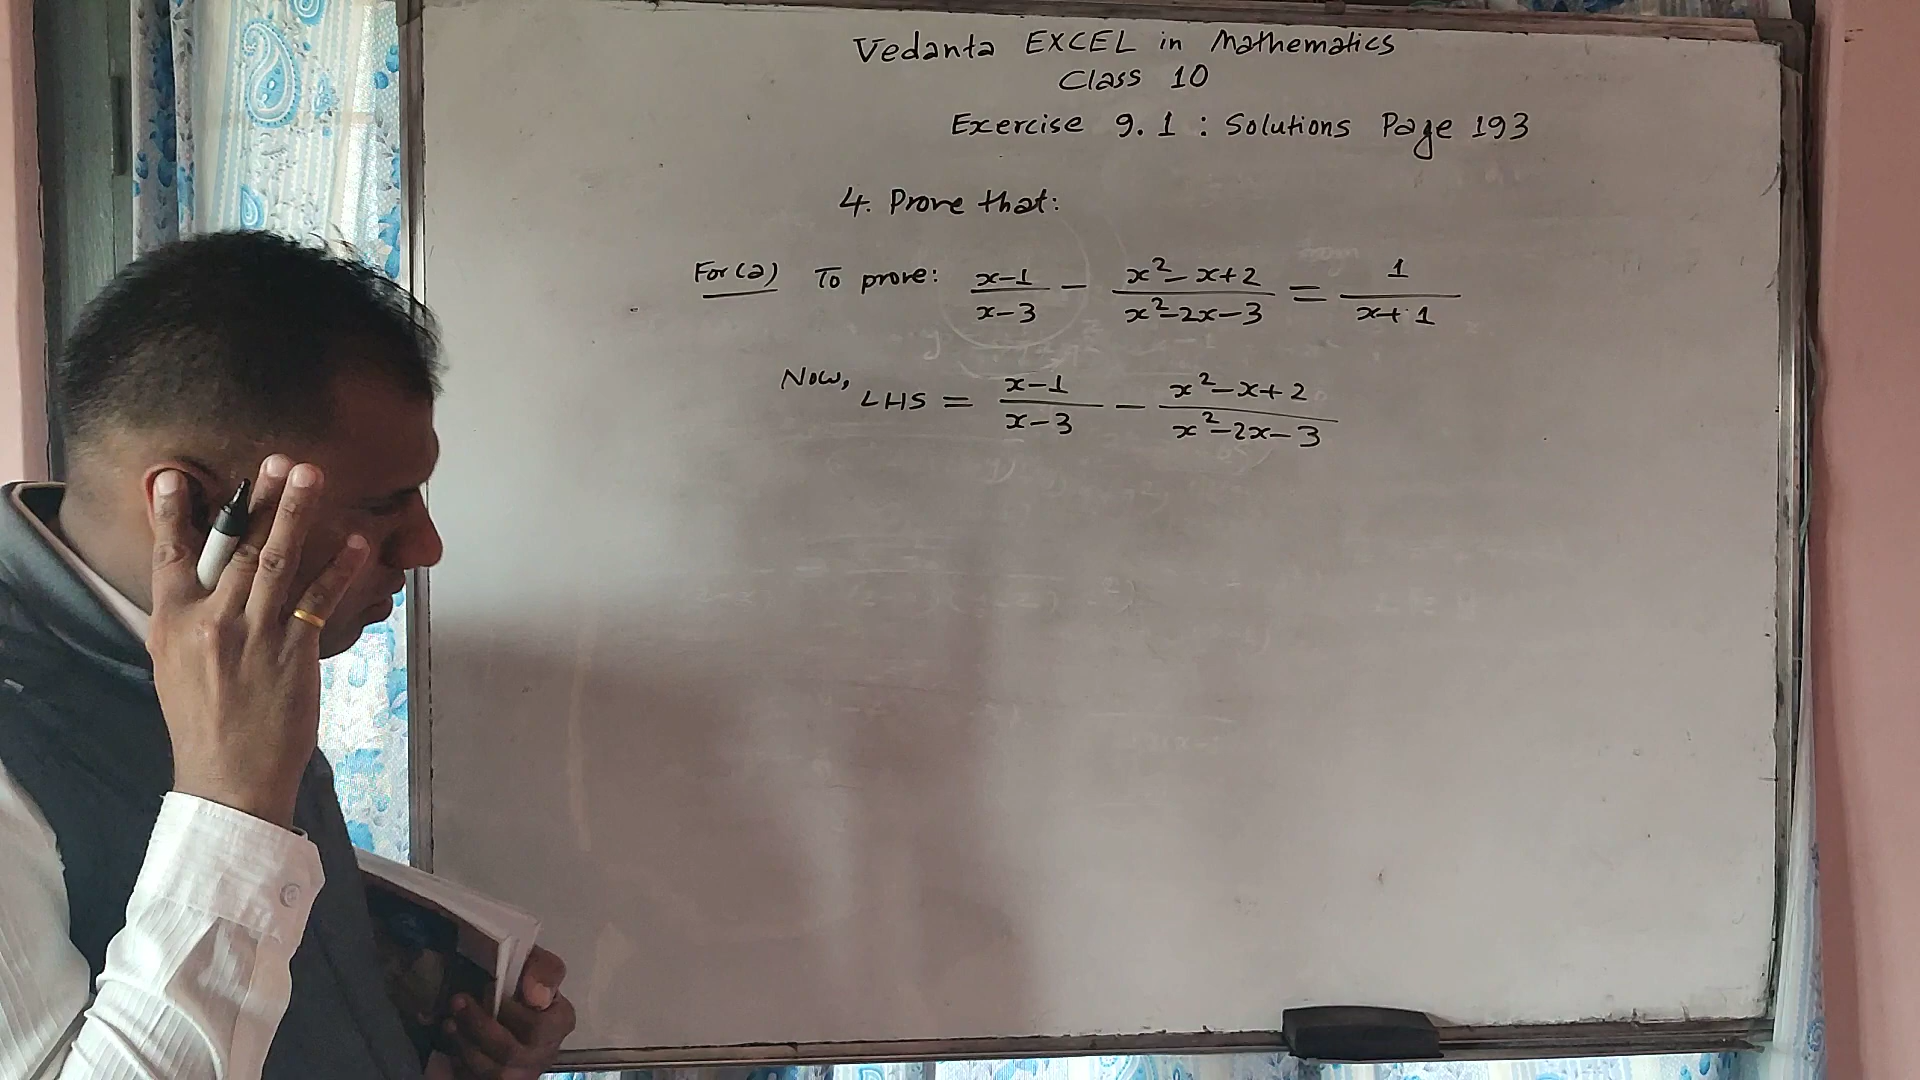 Vedanta EXCEL in Mathematics
Class 10
Exercise 9.1 : Solutions Page 193
4. Prove that:
For (a) To prove: (x-1)/(x-3) - (x²-x+2)/(x²-2x-3) = 1/(x+1)
Now, LHS = (x-1)/(x-3) - (x²-x+2)/(x²-2x-3)